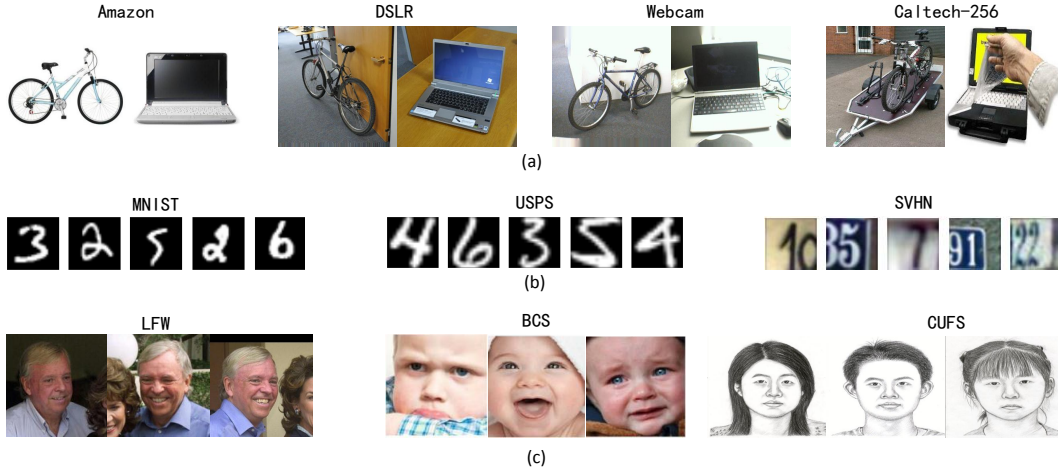 Amazon DSLR Webcam Caltech-256
(a)
MNIST USPS SVHN
3 2 5 2 6 4 6 3 5 4 10 35 7 91 22
(b)
LFW BCS CUFS
(c)